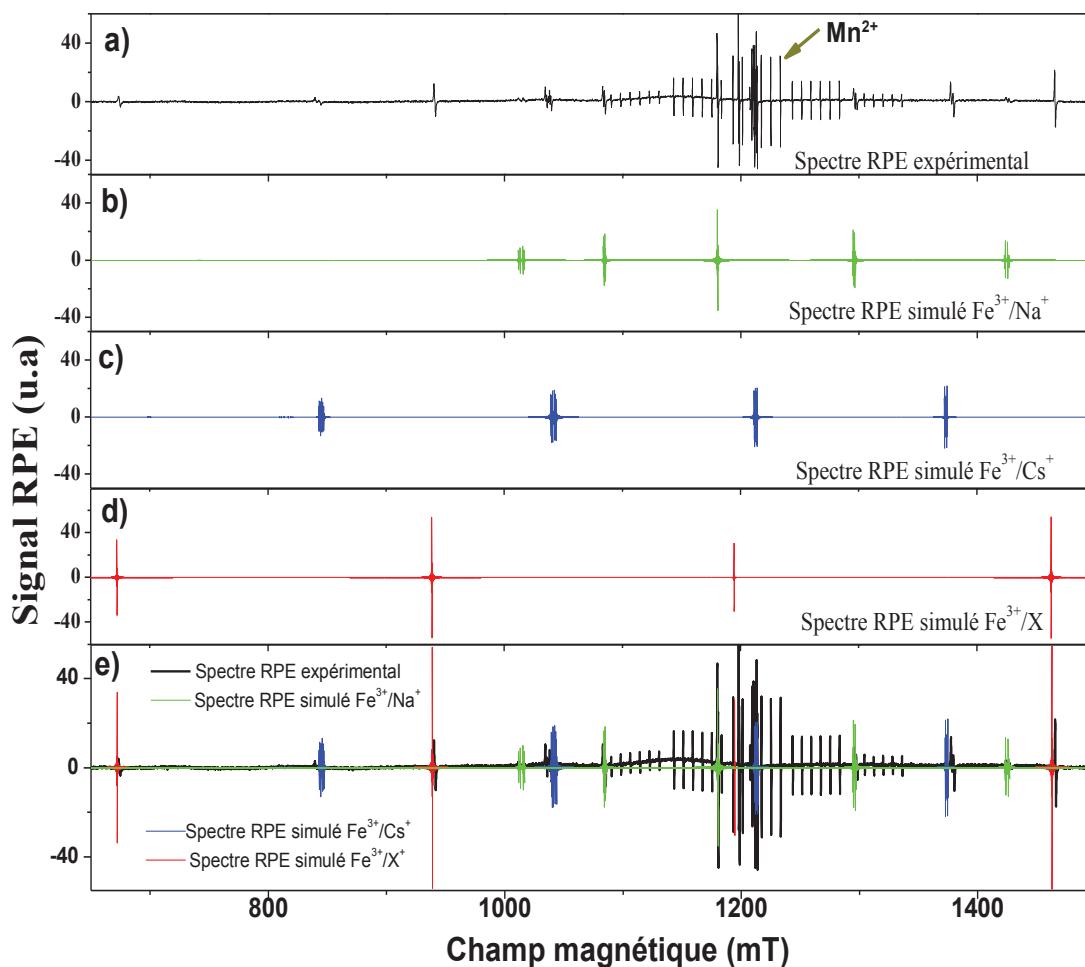 Signal RPE (u.a)
a)
40
0
-40
Mn²⁺
Spectre RPE expérimental
b)
40
0
-40
Spectre RPE simulé Fe³⁺/Na⁺
c)
40
0
-40
Spectre RPE simulé Fe³⁺/Cs⁺
d)
40
0
-40
Spectre RPE simulé Fe³⁺/X
e)
40
0
-40
Spectre RPE expérimental
Spectre RPE simulé Fe³⁺/Na⁺
Spectre RPE simulé Fe³⁺/Cs⁺
Spectre RPE simulé Fe³⁺/X⁺
800 1000 1200 1400
Champ magnétique (mT)